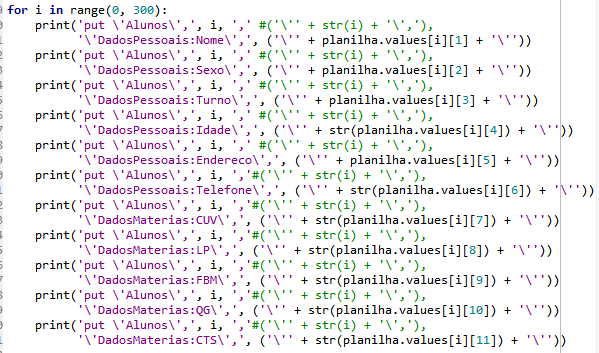 for i in range(0, 300):
    print('put \'Alunos\',', i, ',' #('\'' + str(i) + '\','),
          '\'DadosPessoais:Nome\',', ('\'' + planilha.values[i][1] + '\''))
    print('put \'Alunos\',', i, ',' #('\'' + str(i) + '\','),
          '\'DadosPessoais:Sexo\',', ('\'' + planilha.values[i][2] + '\''))
    print('put \'Alunos\',', i, ',' #('\'' + str(i) + '\','),
          '\'DadosPessoais:Turno\',', ('\'' + planilha.values[i][3] + '\''))
    print('put \'Alunos\',', i, ',' #('\'' + str(i) + '\','),
          '\'DadosPessoais:Idade\',', ('\'' + str(planilha.values[i][4]) + '\''))
    print('put \'Alunos\',', i, ',' #('\'' + str(i) + '\','),
          '\'DadosPessoais:Endereco\',', ('\'' + planilha.values[i][5] + '\''))
    print('put \'Alunos\',', i, ','#('\'' + str(i) + '\','),
          '\'DadosPessoais:Telefone\',', ('\'' + str(planilha.values[i][6]) + '\''))
    print('put \'Alunos\',', i, ','#('\'' + str(i) + '\','),
          '\'DadosMaterias:CUV\',', ('\'' + str(planilha.values[i][7]) + '\''))
    print('put \'Alunos\',', i, ','#('\'' + str(i) + '\','),
          '\'DadosMaterias:LP\',', ('\'' + str(planilha.values[i][8]) + '\''))
    print('put \'Alunos\',', i, ','#('\'' + str(i) + '\','),
          '\'DadosMaterias:FBM\',', ('\'' + str(planilha.values[i][9]) + '\''))
    print('put \'Alunos\',', i, ','#('\'' + str(i) + '\','),
          '\'DadosMaterias:QG\',', ('\'' + str(planilha.values[i][10]) + '\''))
    print('put \'Alunos\',', i, ','#('\'' + str(i) + '\','),
          '\'DadosMaterias:CTS\',', ('\'' + str(planilha.values[i][11]) + '\''))